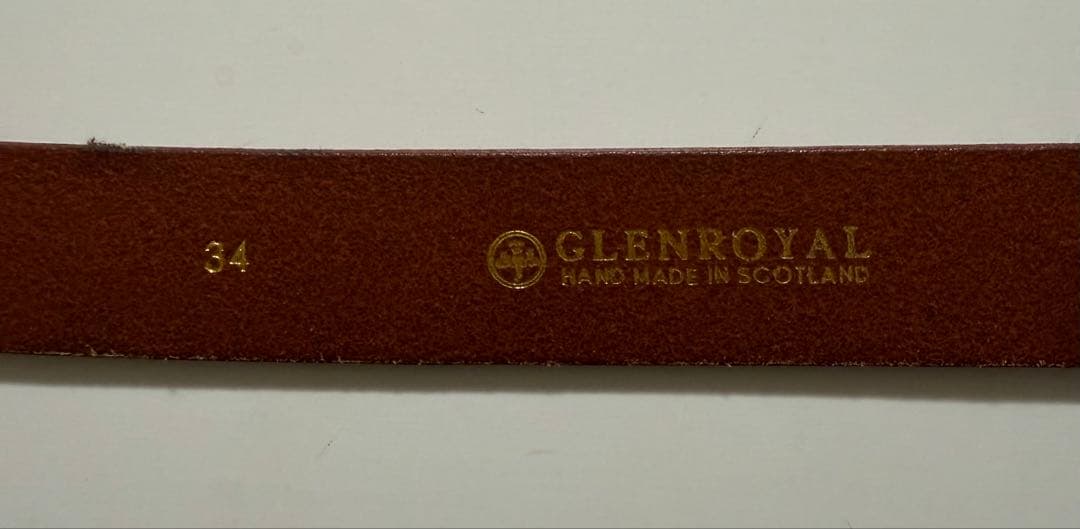 34
GLENROYAL
HAND MADE IN SCOTLAND